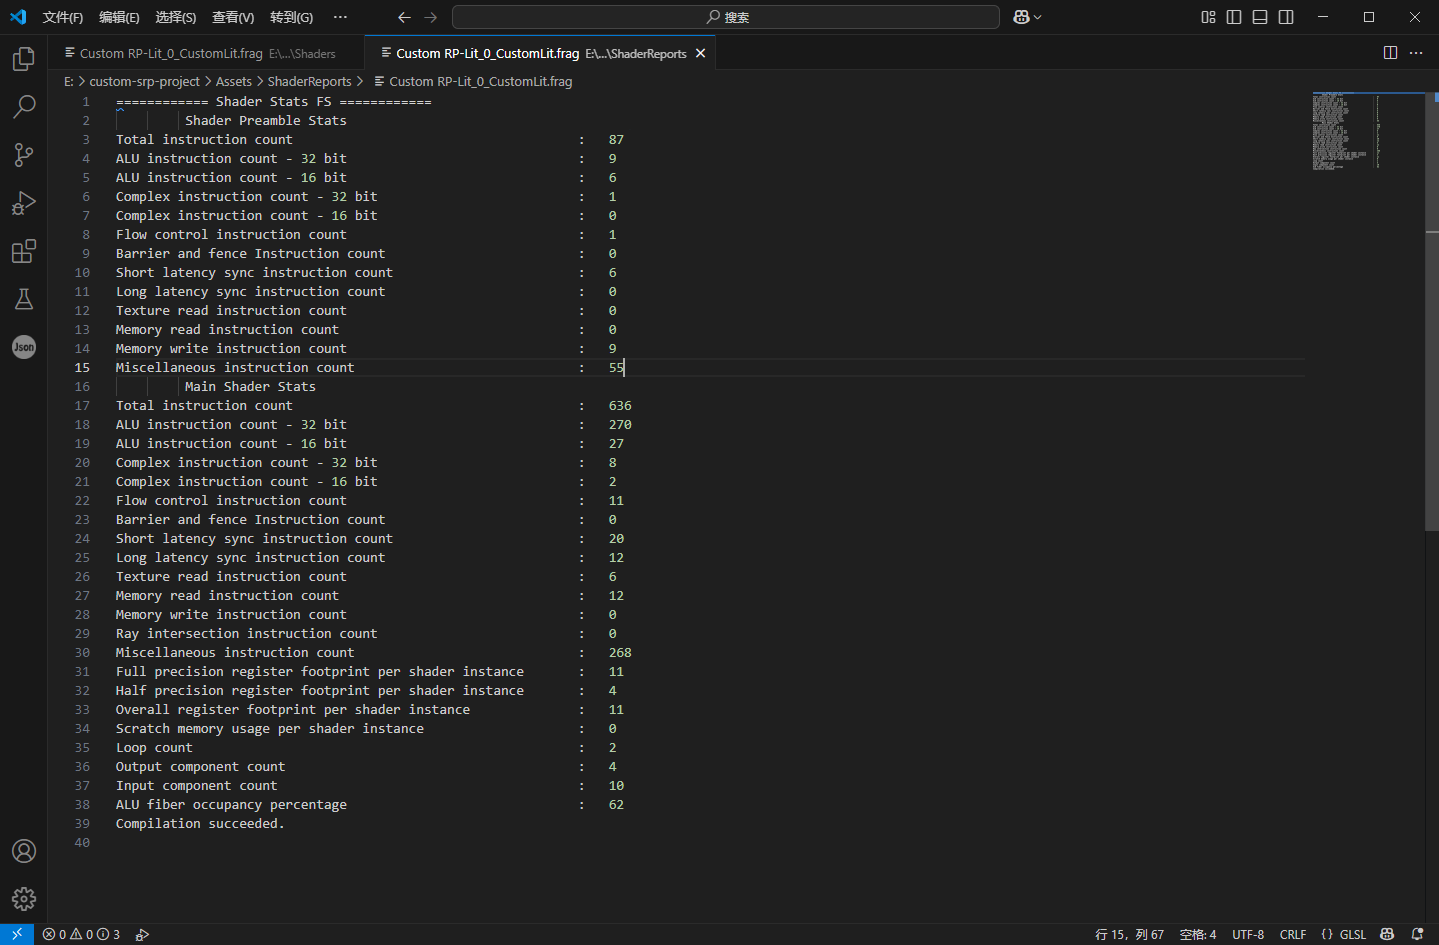 文件(F) 编辑(E) 选择(S) 查看(V) 转到(G) ··· 搜索
Custom RP-Lit_0_CustomLit.frag E:\...\Shaders Custom RP-Lit_0_CustomLit.frag E:\...\ShaderReports
E: > custom-srp-project > Assets > ShaderReports > Custom RP-Lit_0_CustomLit.frag
1 ============ Shader Stats FS ============
2 Shader Preamble Stats
3 Total instruction count : 87
4 ALU instruction count - 32 bit : 9
5 ALU instruction count - 16 bit : 6
6 Complex instruction count - 32 bit : 1
7 Complex instruction count - 16 bit : 0
8 Flow control instruction count : 1
9 Barrier and fence Instruction count : 0
10 Short latency sync instruction count : 6
11 Long latency sync instruction count : 0
12 Texture read instruction count : 0
13 Memory read instruction count : 0
14 Memory write instruction count : 9
15 Miscellaneous instruction count : 55
16 Main Shader Stats
17 Total instruction count : 636
18 ALU instruction count - 32 bit : 270
19 ALU instruction count - 16 bit : 27
20 Complex instruction count - 32 bit : 8
21 Complex instruction count - 16 bit : 2
22 Flow control instruction count : 11
23 Barrier and fence Instruction count : 0
24 Short latency sync instruction count : 20
25 Long latency sync instruction count : 12
26 Texture read instruction count : 6
27 Memory read instruction count : 12
28 Memory write instruction count : 0
29 Ray intersection instruction count : 0
30 Miscellaneous instruction count : 268
31 Full precision register footprint per shader instance : 11
32 Half precision register footprint per shader instance : 4
33 Overall register footprint per shader instance : 11
34 Scratch memory usage per shader instance : 0
35 Loop count : 2
36 Output component count : 4
37 Input component count : 10
38 ALU fiber occupancy percentage : 62
39 Compilation succeeded.
40
Json
0 0 3 行 15，列 67 空格: 4 UTF-8 CRLF {} GLSL